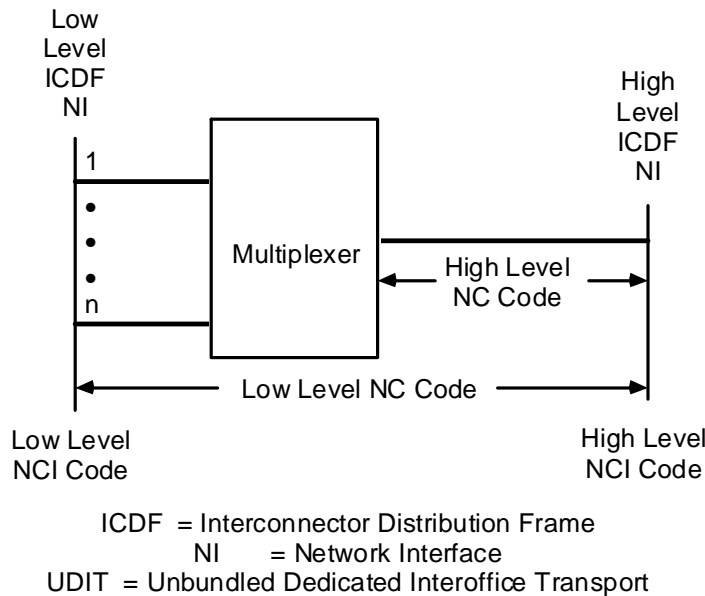 Low
Level
ICDF
NI
High
Level
ICDF
NI
1
•
•
•
n
Multiplexer
High Level
NC Code
Low Level NC Code
Low Level
NCI Code
High Level
NCI Code
ICDF = Interconnector Distribution Frame
NI = Network Interface
UDIT = Unbundled Dedicated Interoffice Transport